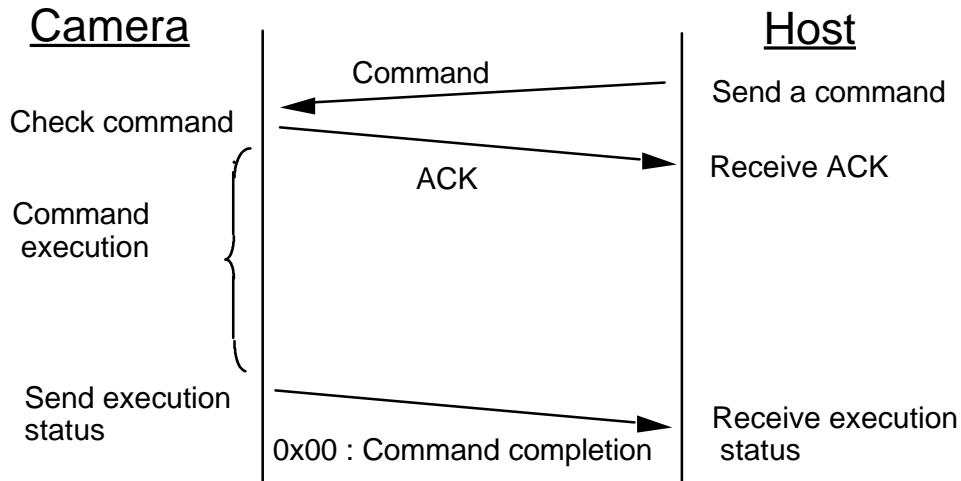 Camera
Host
Command
Send a command
Check command
ACK
Receive ACK
Command
execution
Send execution
status
0x00 : Command completion
Receive execution
status